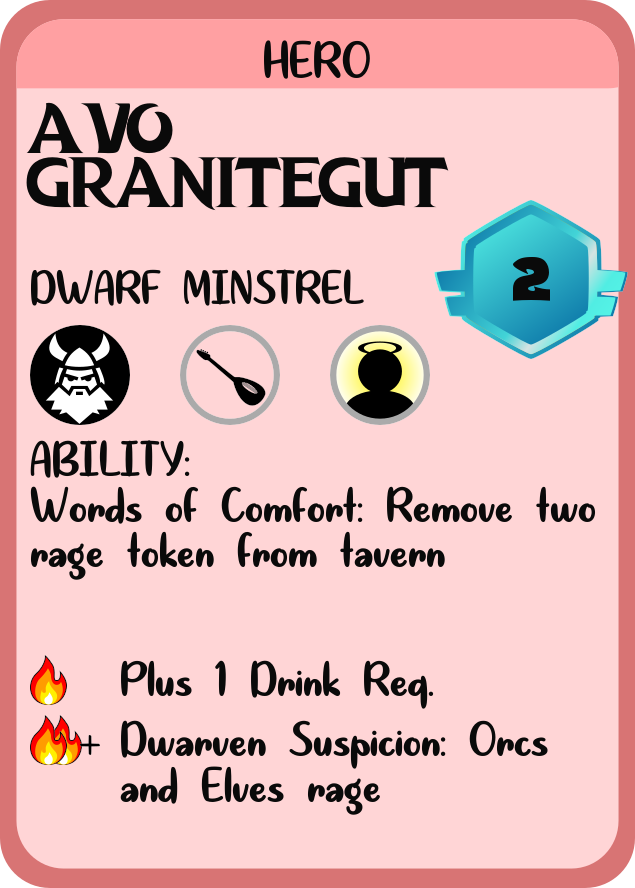 HERO
AVO
GRANITEGUT
2
DWARF MINSTREL
ABILITY:
Words of Comfort: Remove two
rage token from tavern
Plus 1 Drink Req.
+ Dwarven Suspicion: Orcs
and Elves rage